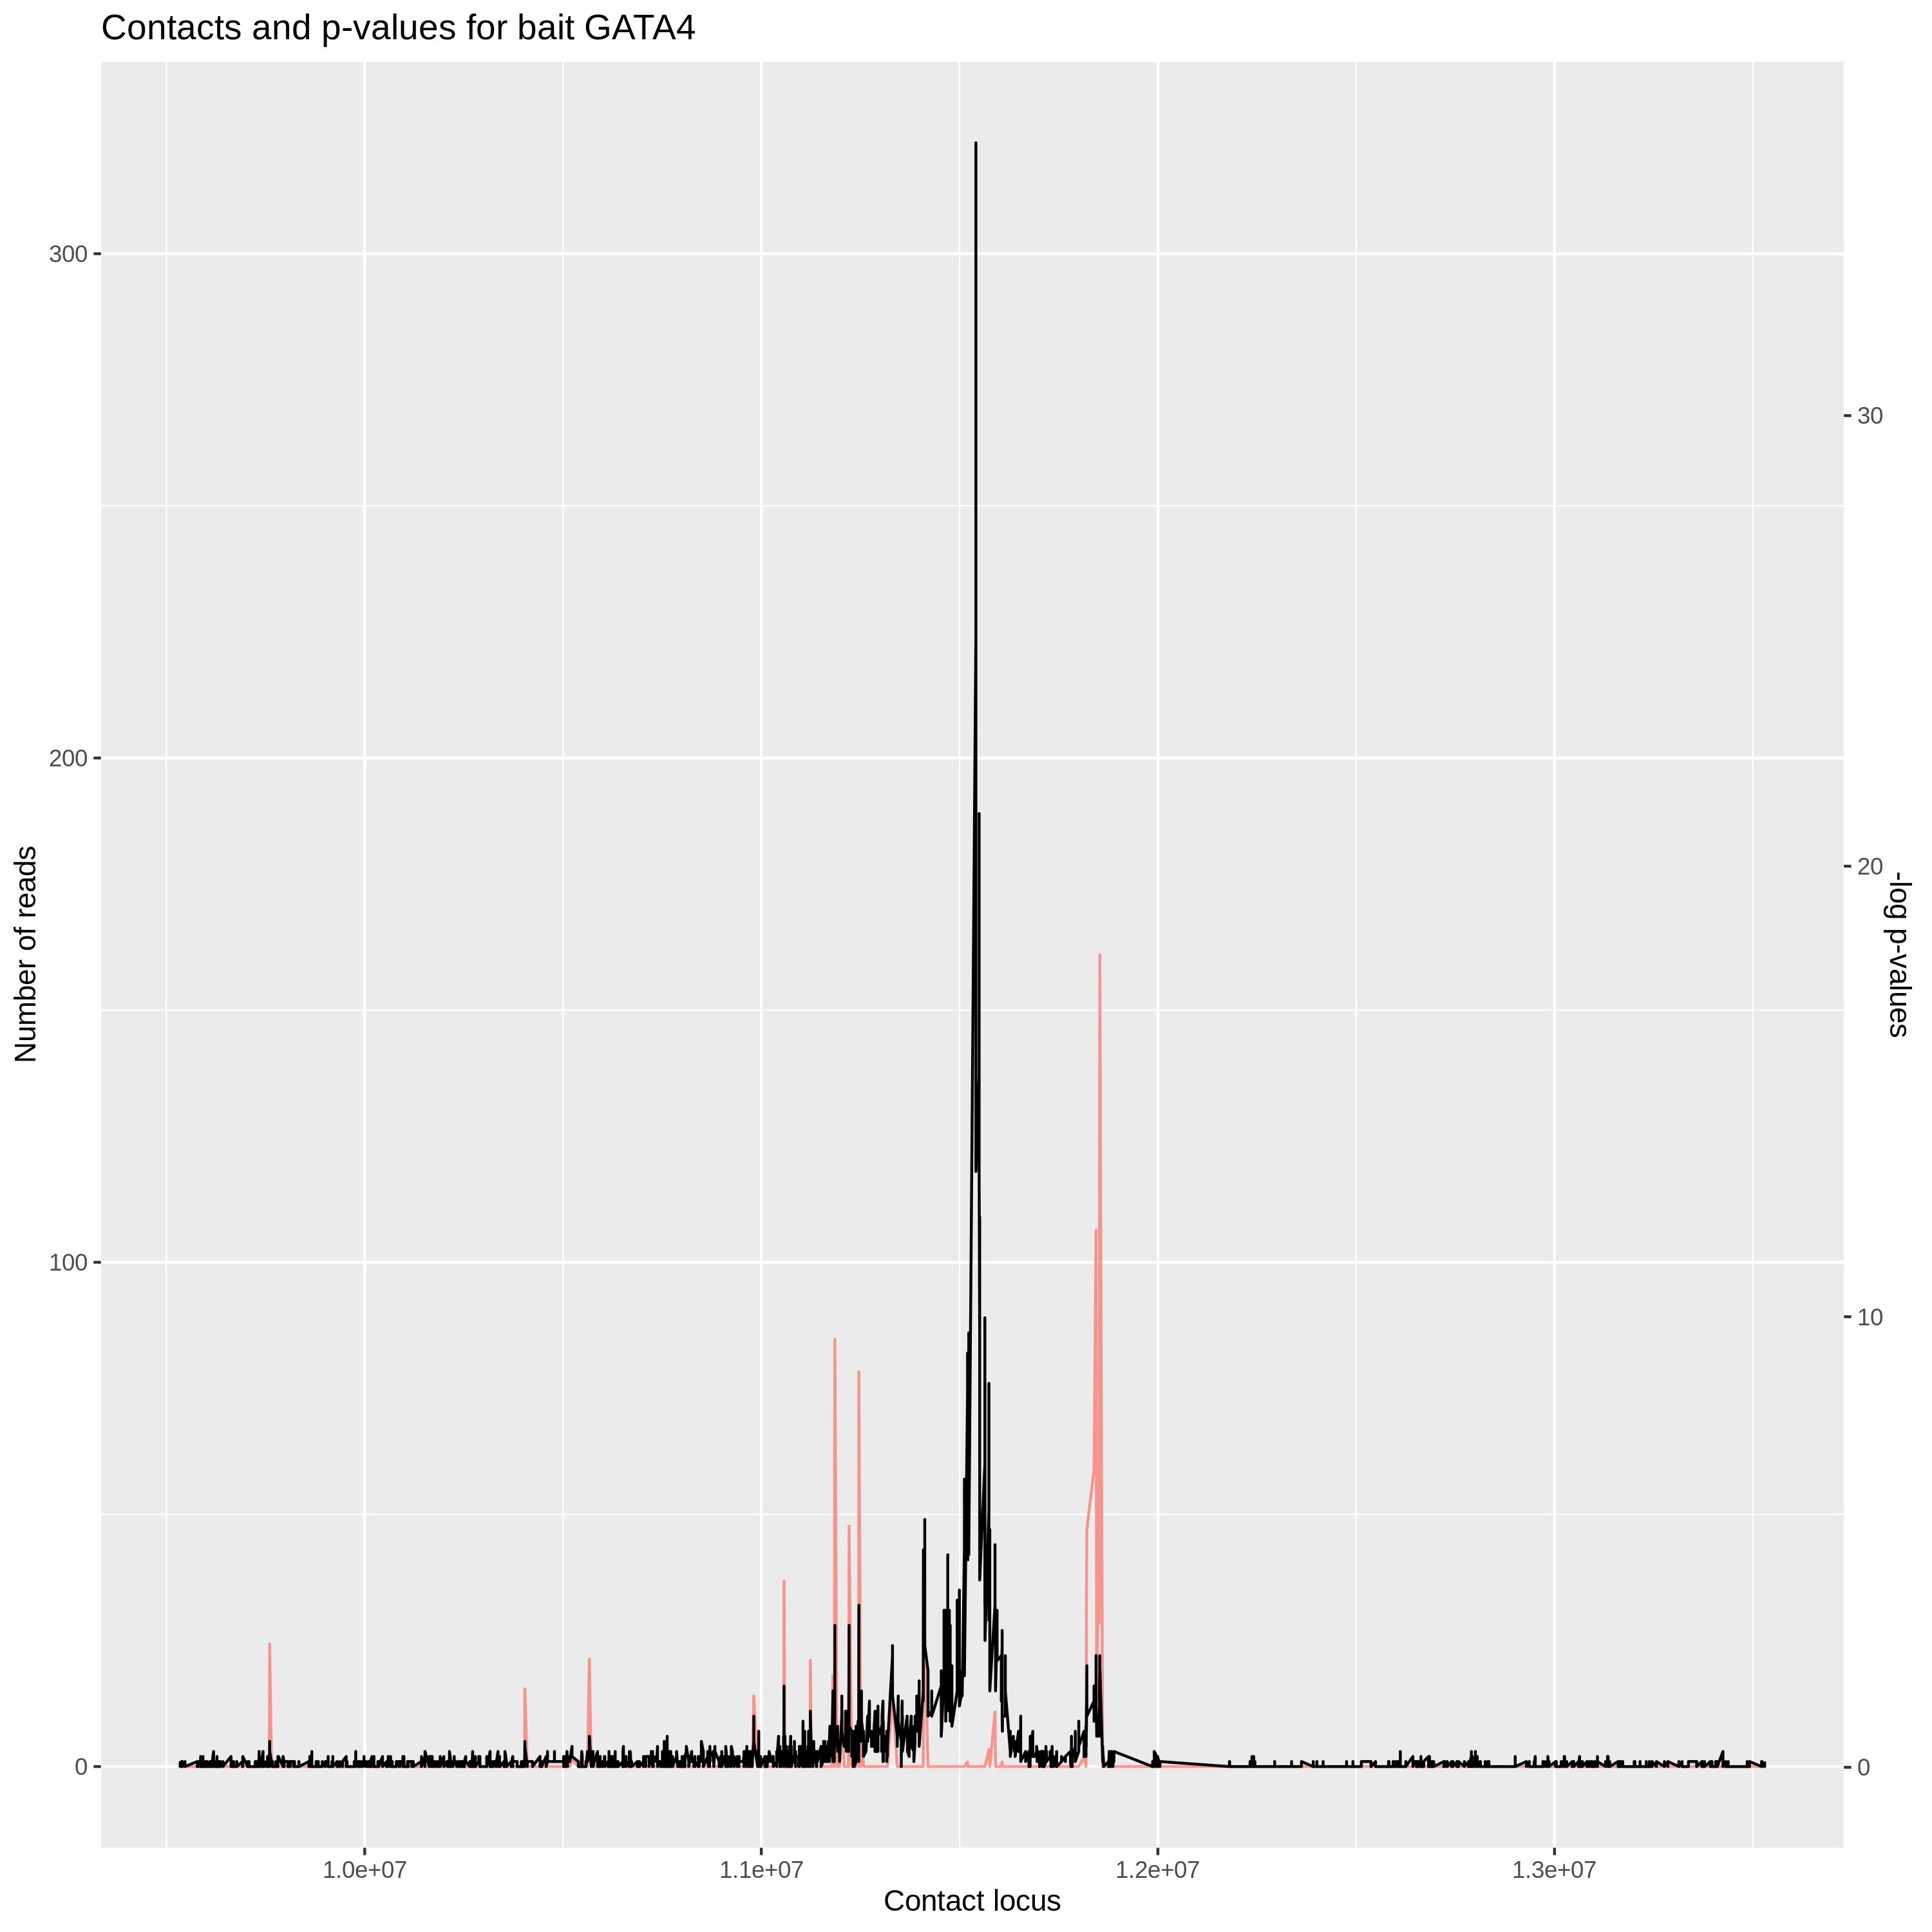 Contacts and p-values for bait GATA4
300
200
100
0
Number of reads
30
20
10
0
-log p-values
1.0e+07
1.1e+07
1.2e+07
1.3e+07
Contact locus